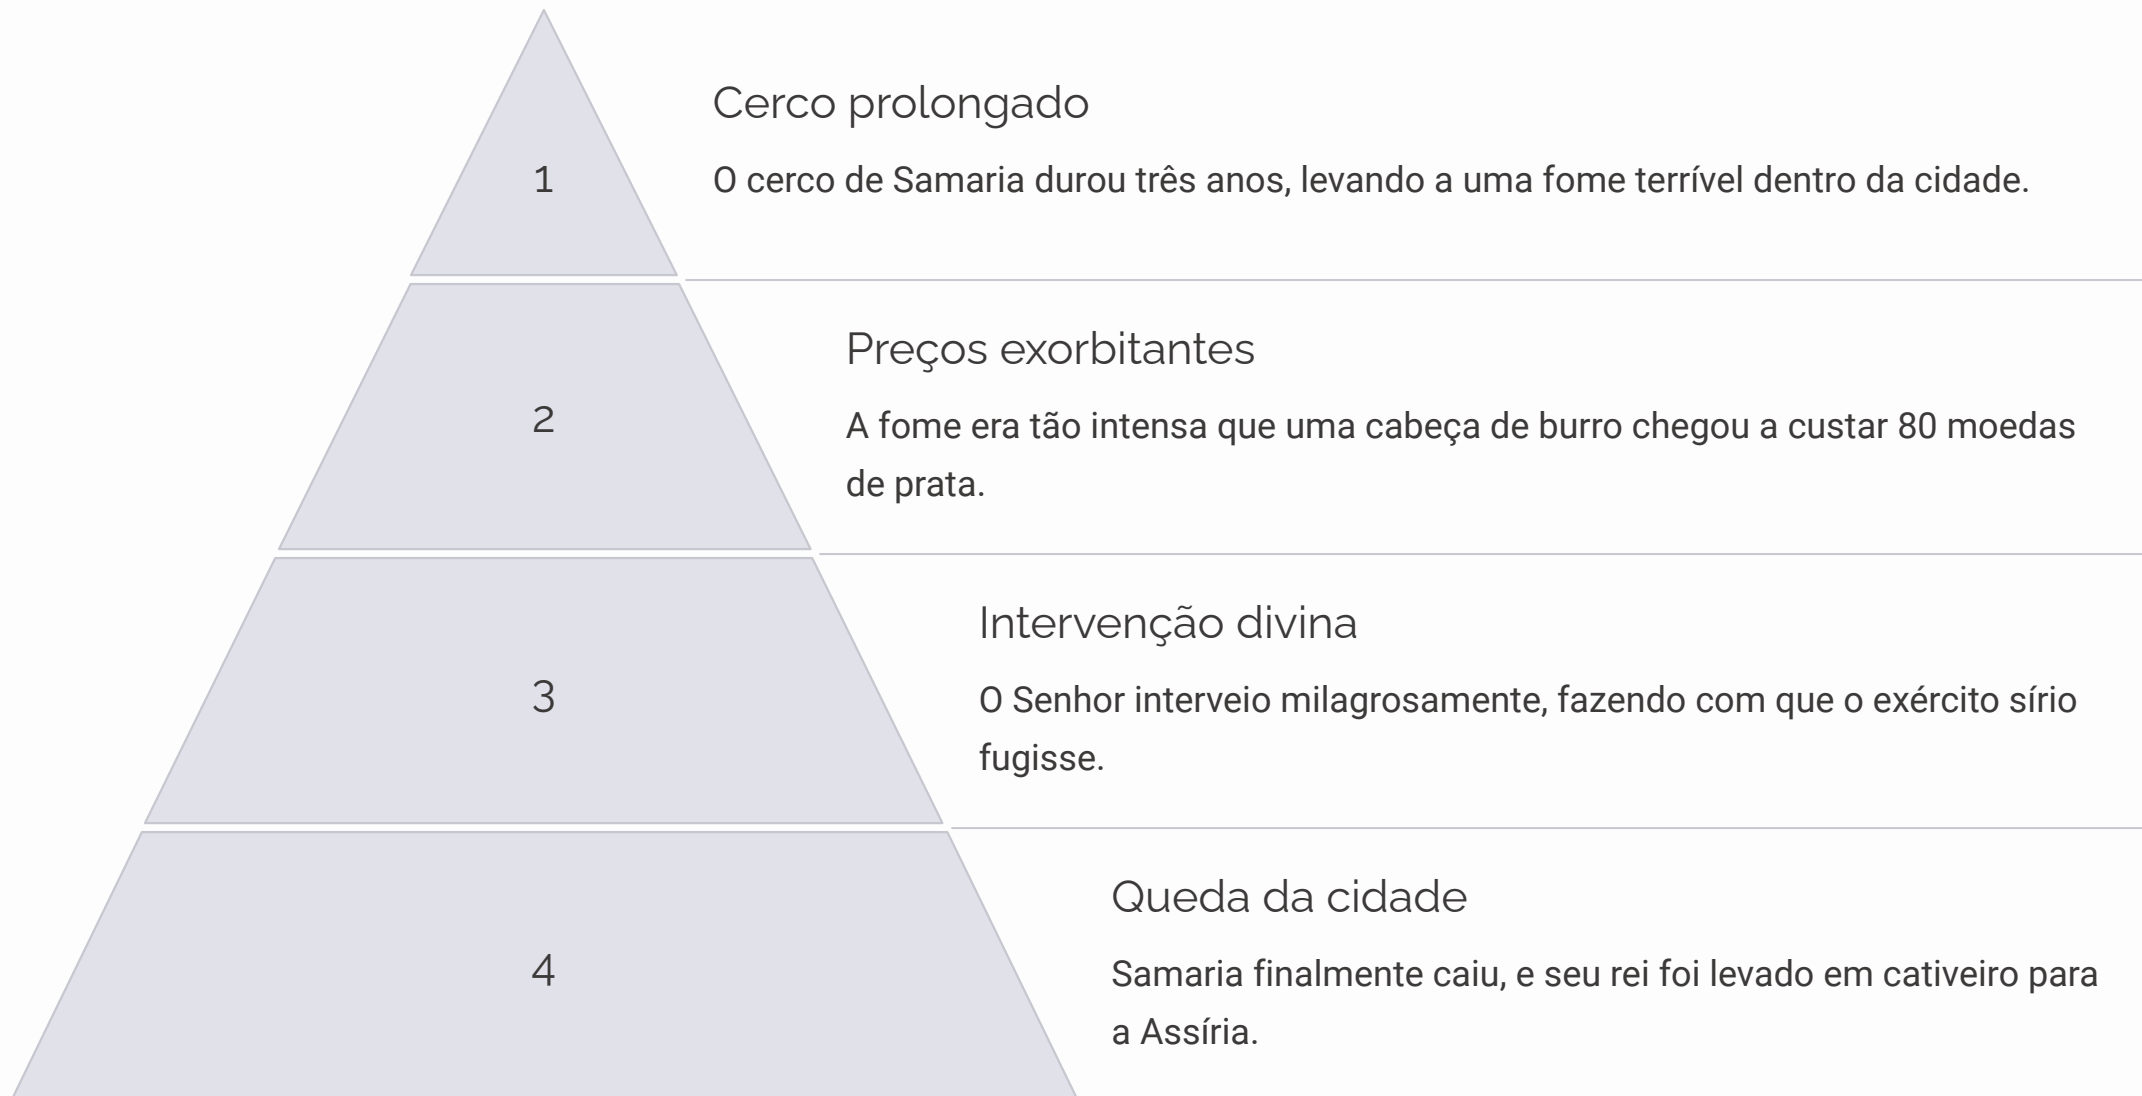 1
Cerco prolongado
O cerco de Samaria durou três anos, levando a uma fome terrível dentro da cidade.
2
Preços exorbitantes
A fome era tão intensa que uma cabeça de burro chegou a custar 80 moedas
de prata.
3
Intervenção divina
O Senhor interveio milagrosamente, fazendo com que o exército sírio
fugisse.
4
Queda da cidade
Samaria finalmente caiu, e seu rei foi levado em cativeiro para
a Assíria.